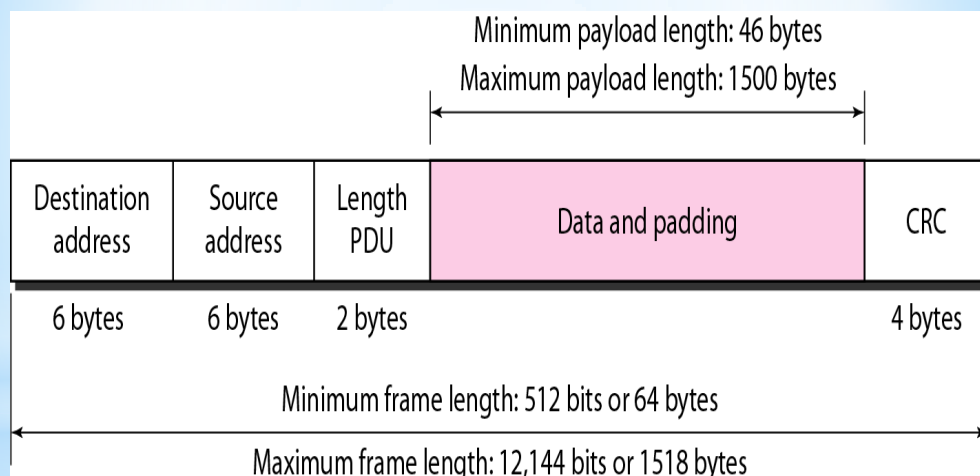 Minimum payload length: 46 bytes
Maximum payload length: 1500 bytes
Destination address
Source address
Length PDU
Data and padding
CRC
6 bytes
6 bytes
2 bytes
4 bytes
Minimum frame length: 512 bits or 64 bytes
Maximum frame length: 12,144 bits or 1518 bytes